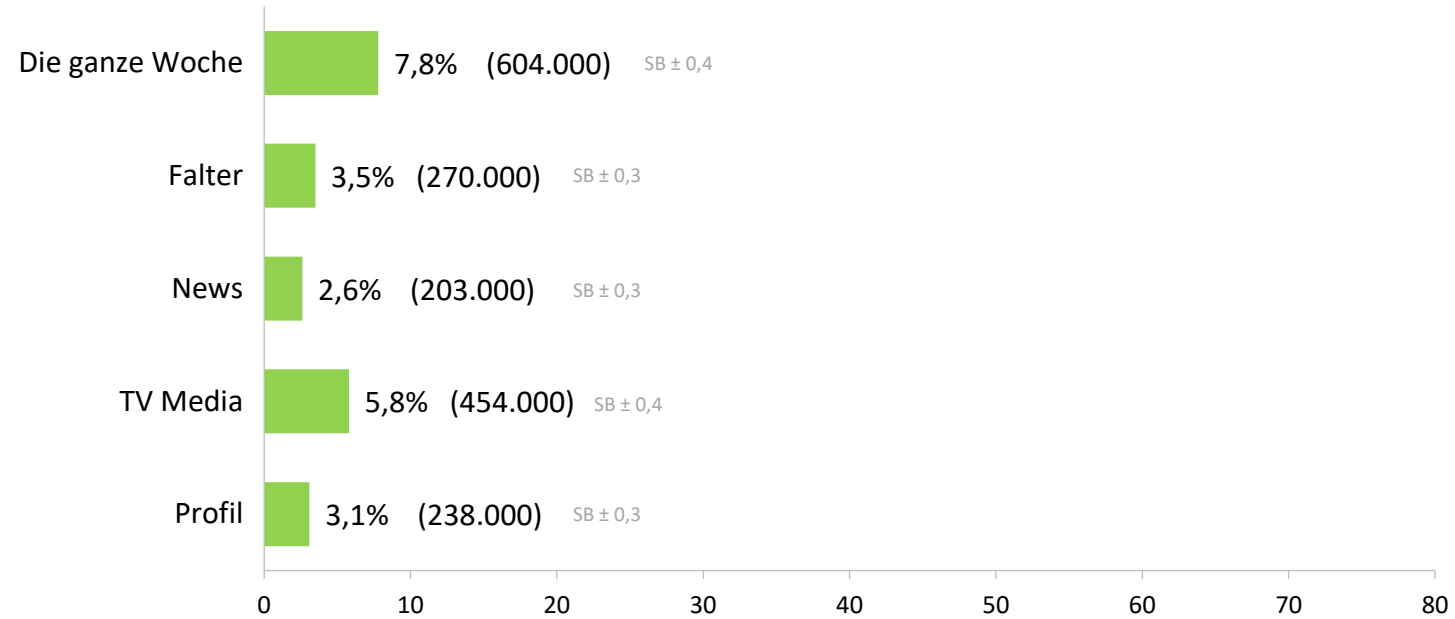 Die ganze Woche 7,8% (604.000) SB ± 0,4
Falter 3,5% (270.000) SB ± 0,3
News 2,6% (203.000) SB ± 0,3
TV Media 5,8% (454.000) SB ± 0,4
Profil 3,1% (238.000) SB ± 0,3
0 10 20 30 40 50 60 70 80